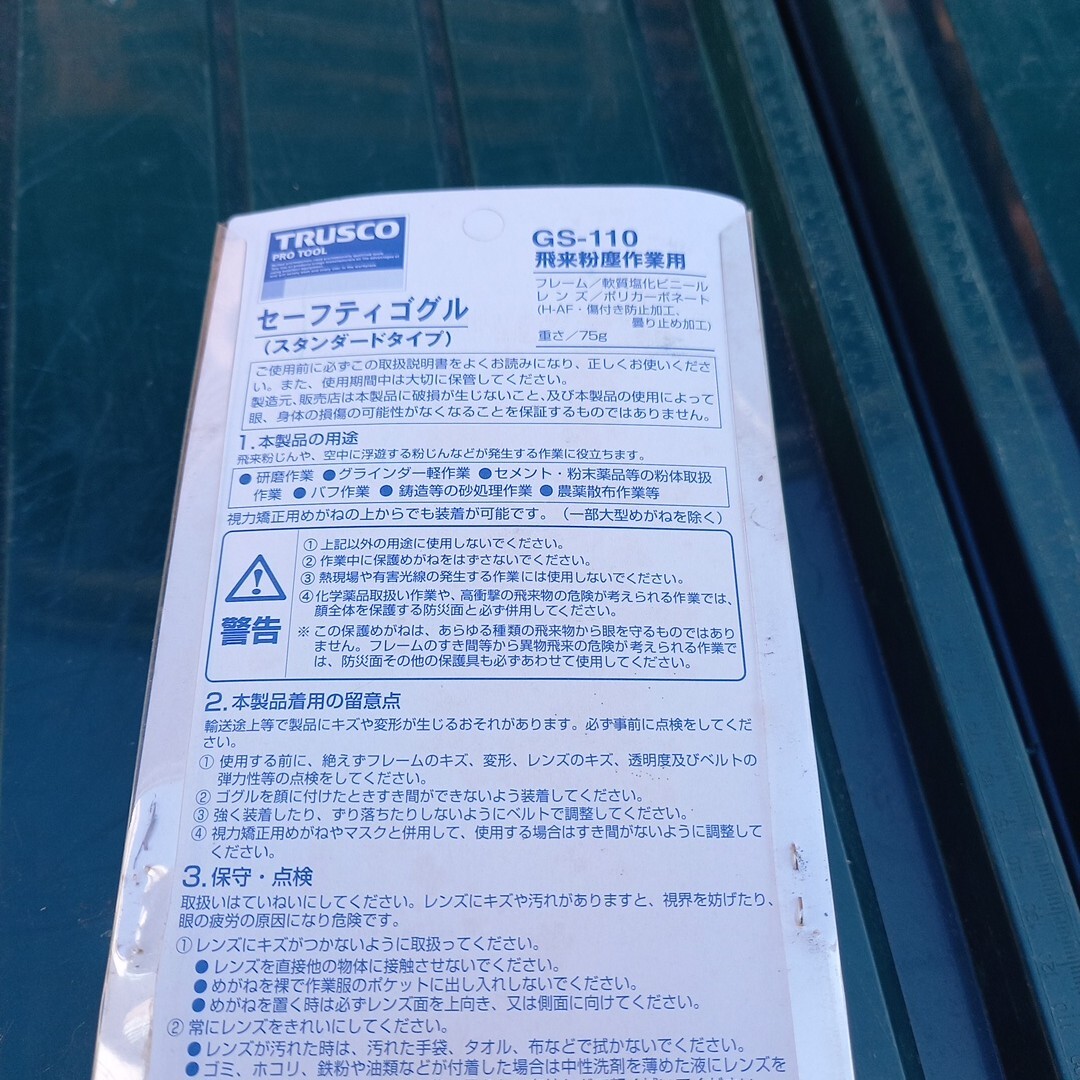 TRUSCO
PRO TOOL
セーフティゴグル
(スタンダードタイプ)
GS-110
飛来粉塵作業用
フレーム/軟質塩化ビニール
レンズ/ポリカーボネート
(H-AF・傷付き防止加工、
曇り止め加工)
重さ/75g
ご使用前に必ずこの取扱説明書をよくお読みになり、正しくお使いくださ
い。また、使用期間中は大切に保管してください。
製造元、販売店は本製品に破損が生じないこと、及び本製品の使用によって
眼、身体の損傷の可能性がなくなることを保証するものではありません。
1.本製品の用途
飛来粉じんや、空中に浮遊する粉じんなどが発生する作業に役立ちます。
●研磨作業 ●グラインダー軽作業 ●セメント・粉末薬品等の粉体取扱
作業 ●バフ作業 ●鋳造等の砂処理作業 ●農薬散布作業等
視力矯正用めがねの上からでも装着が可能です。(一部大型めがねを除く)
警告
①上記以外の用途に使用しないでください。
②作業中に保護めがねをはずさないでください。
③熱現場や有害光線の発生する作業には使用しないでください。
④化学薬品取扱い作業や、高衝撃の飛来物の危険が考えられる作業では、
顔全体を保護する防災面と必ず併用してください。
※この保護めがねは、あらゆる種類の飛来物から眼を守るものではあり
ません。フレームのすき間等から異物飛来の危険が考えられる作業で
は、防災面その他の保護具も必ずあわせて使用してください。
2.本製品着用の留意点
輸送途上等で製品にキズや変形が生じるおそれがあります。必ず事前に点検をしてくだ
さい。
①使用する前に、絶えずフレームのキズ、変形、レンズのキズ、透明度及びベルトの
弾力性等の点検をしてください。
②ゴグルを顔に付けたときすき間ができないよう装着してください。
③強く装着したり、ずり落ちたりしないようにベルトで調整してください。
④視力矯正用めがねやマスクと併用して、使用する場合はすき間がないように調整して
ください。
3.保守・点検
取扱いはていねいにしてください。レンズにキズや汚れがありますと、視界を妨げたり、
眼の疲労の原因になり危険です。
①レンズにキズがつかないように取扱ってください。
●レンズを直接他の物体に接触させないでください。
●めがねを裸で作業服のポケットに出し入れしないでください。
●めがねを置く時は必ずレンズ面を上向き、又は側面に向けてください。
②常にレンズをきれいにしてください。
●レンズが汚れた時は、汚れた手袋、タオル、布などで拭かないでください。
●ゴミ、ホコリ、鉄粉や油類などが付着した場合は中性洗剤を薄めた液にレンズを